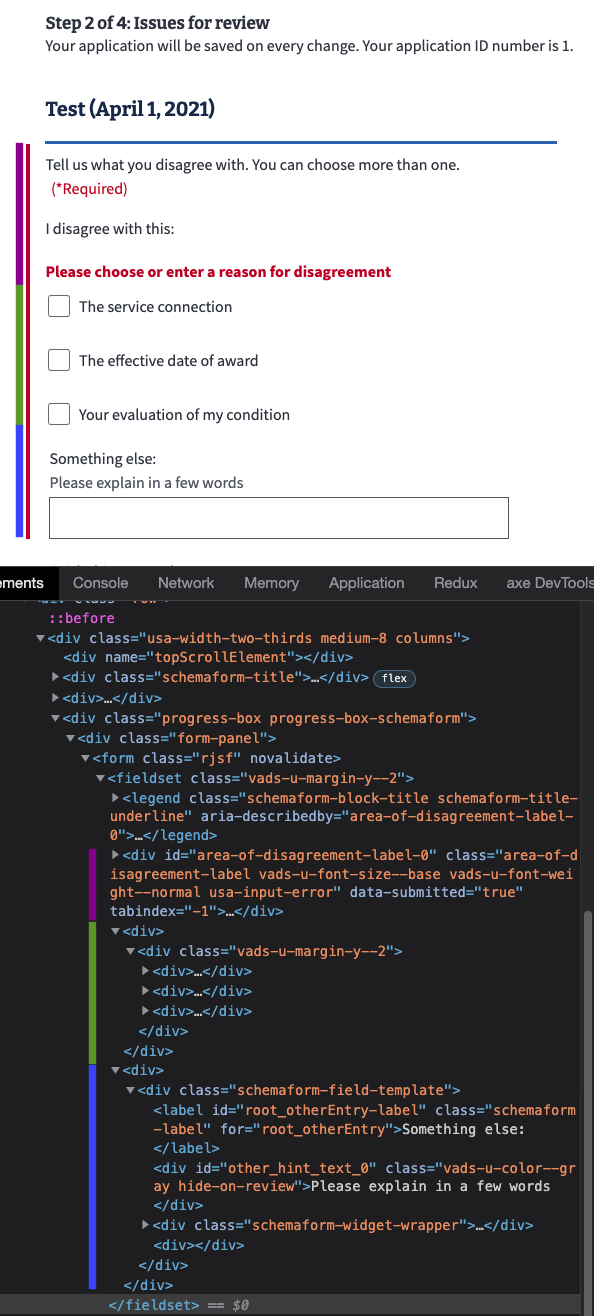 Step 2 of 4: Issues for review
Your application will be saved on every change. Your application ID number is 1.
Test (April 1, 2021)
Tell us what you disagree with. You can choose more than one.
(*Required)
I disagree with this:
Please choose or enter a reason for disagreement
The service connection
The effective date of award
Your evaluation of my condition
Something else:
Please explain in a few words
ements Console Network Memory Application Redux axe DevTools
::before
▼<div class="usa-width-two-thirds medium-8 columns">
<div name="topScrollElement"></div>
▶<div class="schemaform-title">…</div> flex
▶<div>…</div>
▼<div class="progress-box progress-box-schemaform">
▼<div class="form-panel">
▼<form class="rjsf" novalidate>
▼<fieldset class="vads-u-margin-y--2">
▶<legend class="schemaform-block-title schemaform-title-
underline" aria-describedby="area-of-disagreement-label-
0">…</legend>
▶<div id="area-of-disagreement-label-0" class="area-of-d
isagreement-label vads-u-font-size--base vads-u-font-wei
ght--normal usa-input-error" data-submitted="true"
tabindex="-1">…</div>
▼<div>
▼<div class="vads-u-margin-y--2">
▶<div>…</div>
▶<div>…</div>
▶<div>…</div>
</div>
</div>
▼<div>
▼<div class="schemaform-field-template">
<label id="root_otherEntry-label" class="schemaform
-label" for="root_otherEntry">Something else:
</label>
<div id="other_hint_text_0" class="vads-u-color--gr
ay hide-on-review">Please explain in a few words
</div>
▶<div class="schemaform-widget-wrapper">…</div>
<div></div>
</div>
</div>
</fieldset> == $0